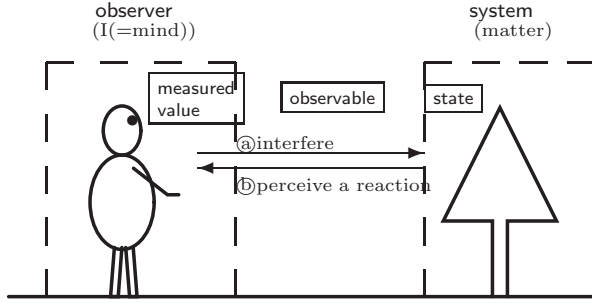 observer
(I(=mind))
system
(matter)
measured
value
observable
state
ⓐinterfere
ⓑperceive a reaction